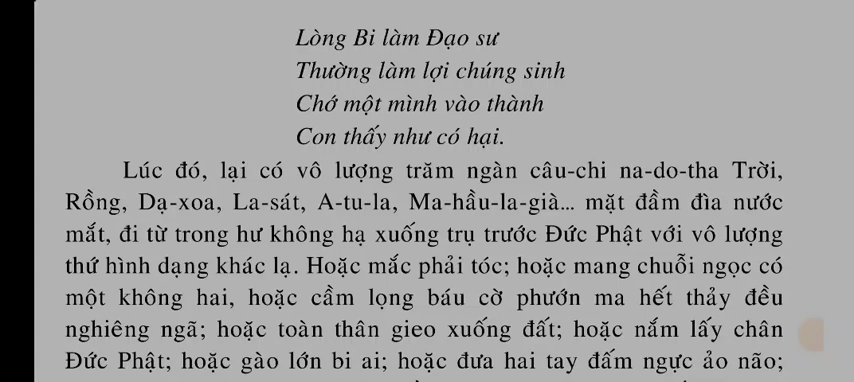 Lòng Bi làm Đạo sư
Thường làm lợi chúng sinh
Chớ một mình vào thành
Con thấy như có hại.
Lúc đó, lại có vô lượng trăm ngàn câu-chi na-do-tha Trời,
Rồng, Dạ-xoa, La-sát, A-tu-la, Ma-hầu-la-già... mặt đầm đìa nước
mắt, đi từ trong hư không hạ xuống trụ trước Đức Phật với vô lượng
thứ hình dạng khác lạ. Hoặc mắc phải tóc; hoặc mang chuỗi ngọc có
một không hai, hoặc cầm lọng báu cờ phướn ma hết thảy đều
nghiêng ngã; hoặc toàn thân gieo xuống đất; hoặc nắm lấy chân
Đức Phật; hoặc gào lớn bi ai; hoặc đưa hai tay đấm ngực ảo não;